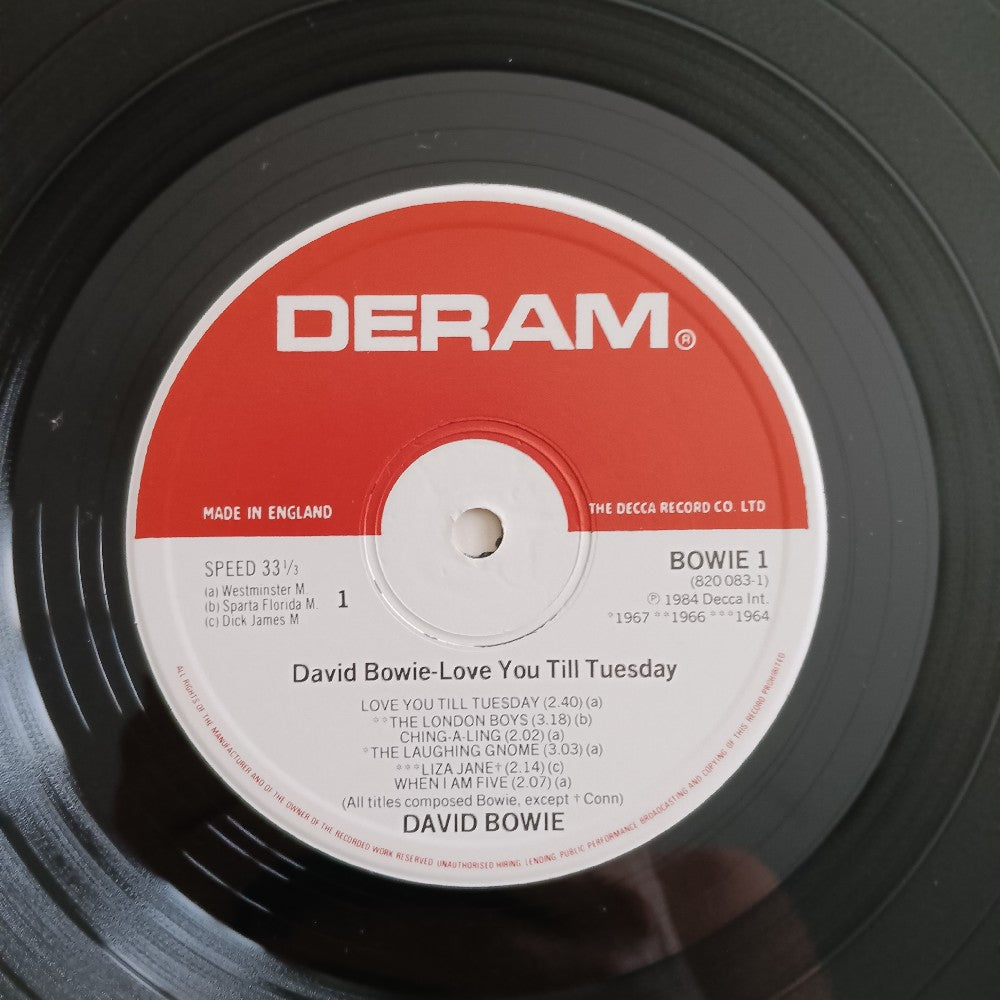 DERAM®
MADE IN ENGLAND
THE DECCA RECORD CO. LTD
SPEED 33 1/3
(a) Westminster M.
(b) Sparta Florida M.
(c) Dick James M
1
BOWIE 1
(820 083-1)
℗ 1984 Decca Int.
*1967 **1966 ***1964
David Bowie-Love You Till Tuesday
LOVE YOU TILL TUESDAY (2.40) (a)
**THE LONDON BOYS (3.18) (b)
CHING-A-LING (2.02) (a)
*THE LAUGHING GNOME (3.03) (a)
***LIZA JANE† (2.14) (c)
WHEN I AM FIVE (2.07) (a)
(All titles composed Bowie, except † Conn)
DAVID BOWIE
ALL RIGHTS OF THE MANUFACTURER AND OF THE OWNER OF THE RECORDED WORK RESERVED UNAUTHORISED HIRING, LENDING, PUBLIC PERFORMANCE, BROADCASTING AND COPYING OF THIS RECORD PROHIBITED